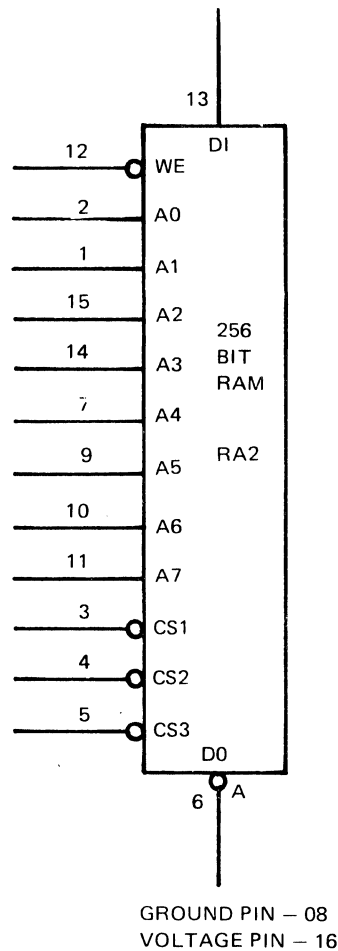 13
DI
12
WE
2
A0
1
A1
15
A2
256
BIT
RAM
14
A3
7
A4
RA2
9
A5
10
A6
11
A7
3
CS1
4
CS2
5
CS3
D0
6
A
GROUND PIN – 08
VOLTAGE PIN – 16